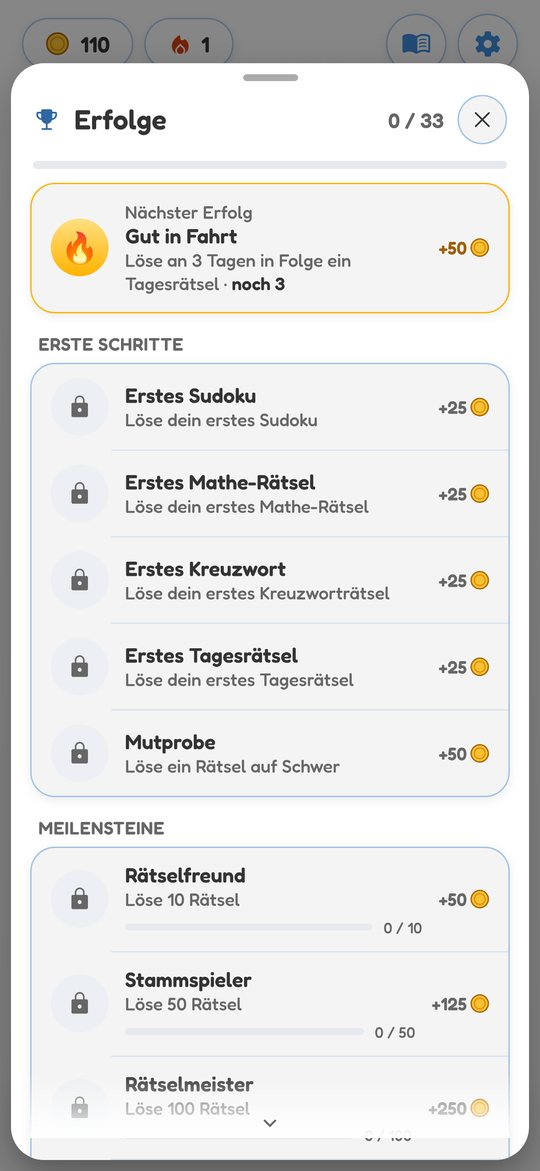 110
1
Erfolge
0 / 33
Nächster Erfolg
Gut in Fahrt
Löse an 3 Tagen in Folge ein
Tagesrätsel · noch 3
+50
ERSTE SCHRITTE
Erstes Sudoku
Löse dein erstes Sudoku
+25
Erstes Mathe-Rätsel
Löse dein erstes Mathe-Rätsel
+25
Erstes Kreuzwort
Löse dein erstes Kreuzworträtsel
+25
Erstes Tagesrätsel
Löse dein erstes Tagesrätsel
+25
Mutprobe
Löse ein Rätsel auf Schwer
+50
MEILENSTEINE
Rätselfreund
Löse 10 Rätsel
+50
0 / 10
Stammspieler
Löse 50 Rätsel
+125
0 / 50
Rätselmeister
Löse 100 Rätsel
+250
0 / 100